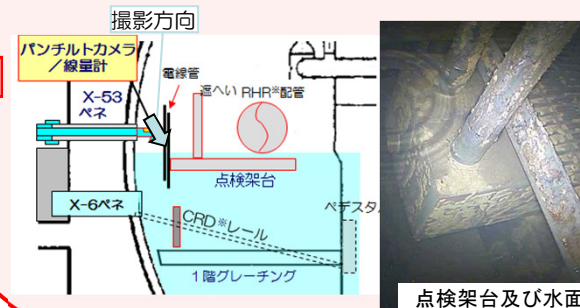 撮影方向
パンチルトカメラ
／線量計
電線管
X-53
ペネ
遮へい
RHR※配管
点検架台
X-6ペネ
CRD※レール
ペデスタル
1階グレーチング
点検架台及び水面